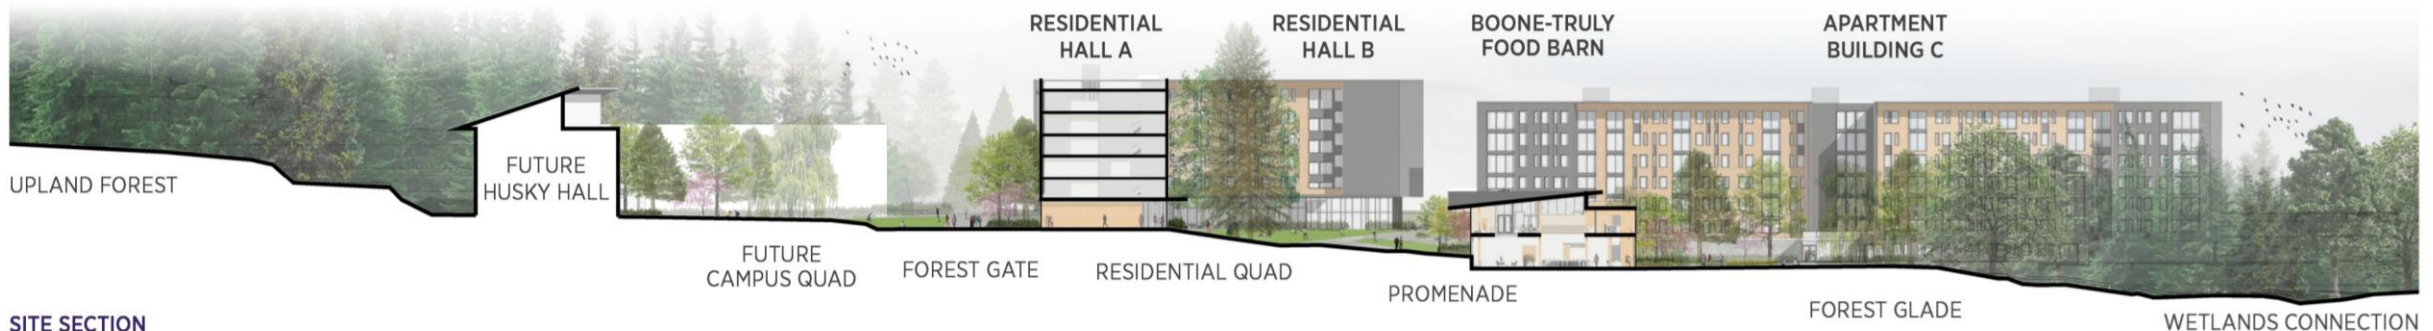 RESIDENTIAL
HALL A
RESIDENTIAL
HALL B
BOONE-TRULY
FOOD BARN
APARTMENT
BUILDING C
UPLAND FOREST
FUTURE
HUSKY HALL
FUTURE
CAMPUS QUAD
FOREST GATE
RESIDENTIAL QUAD
PROMENADE
FOREST GLADE
WETLANDS CONNECTION
SITE SECTION